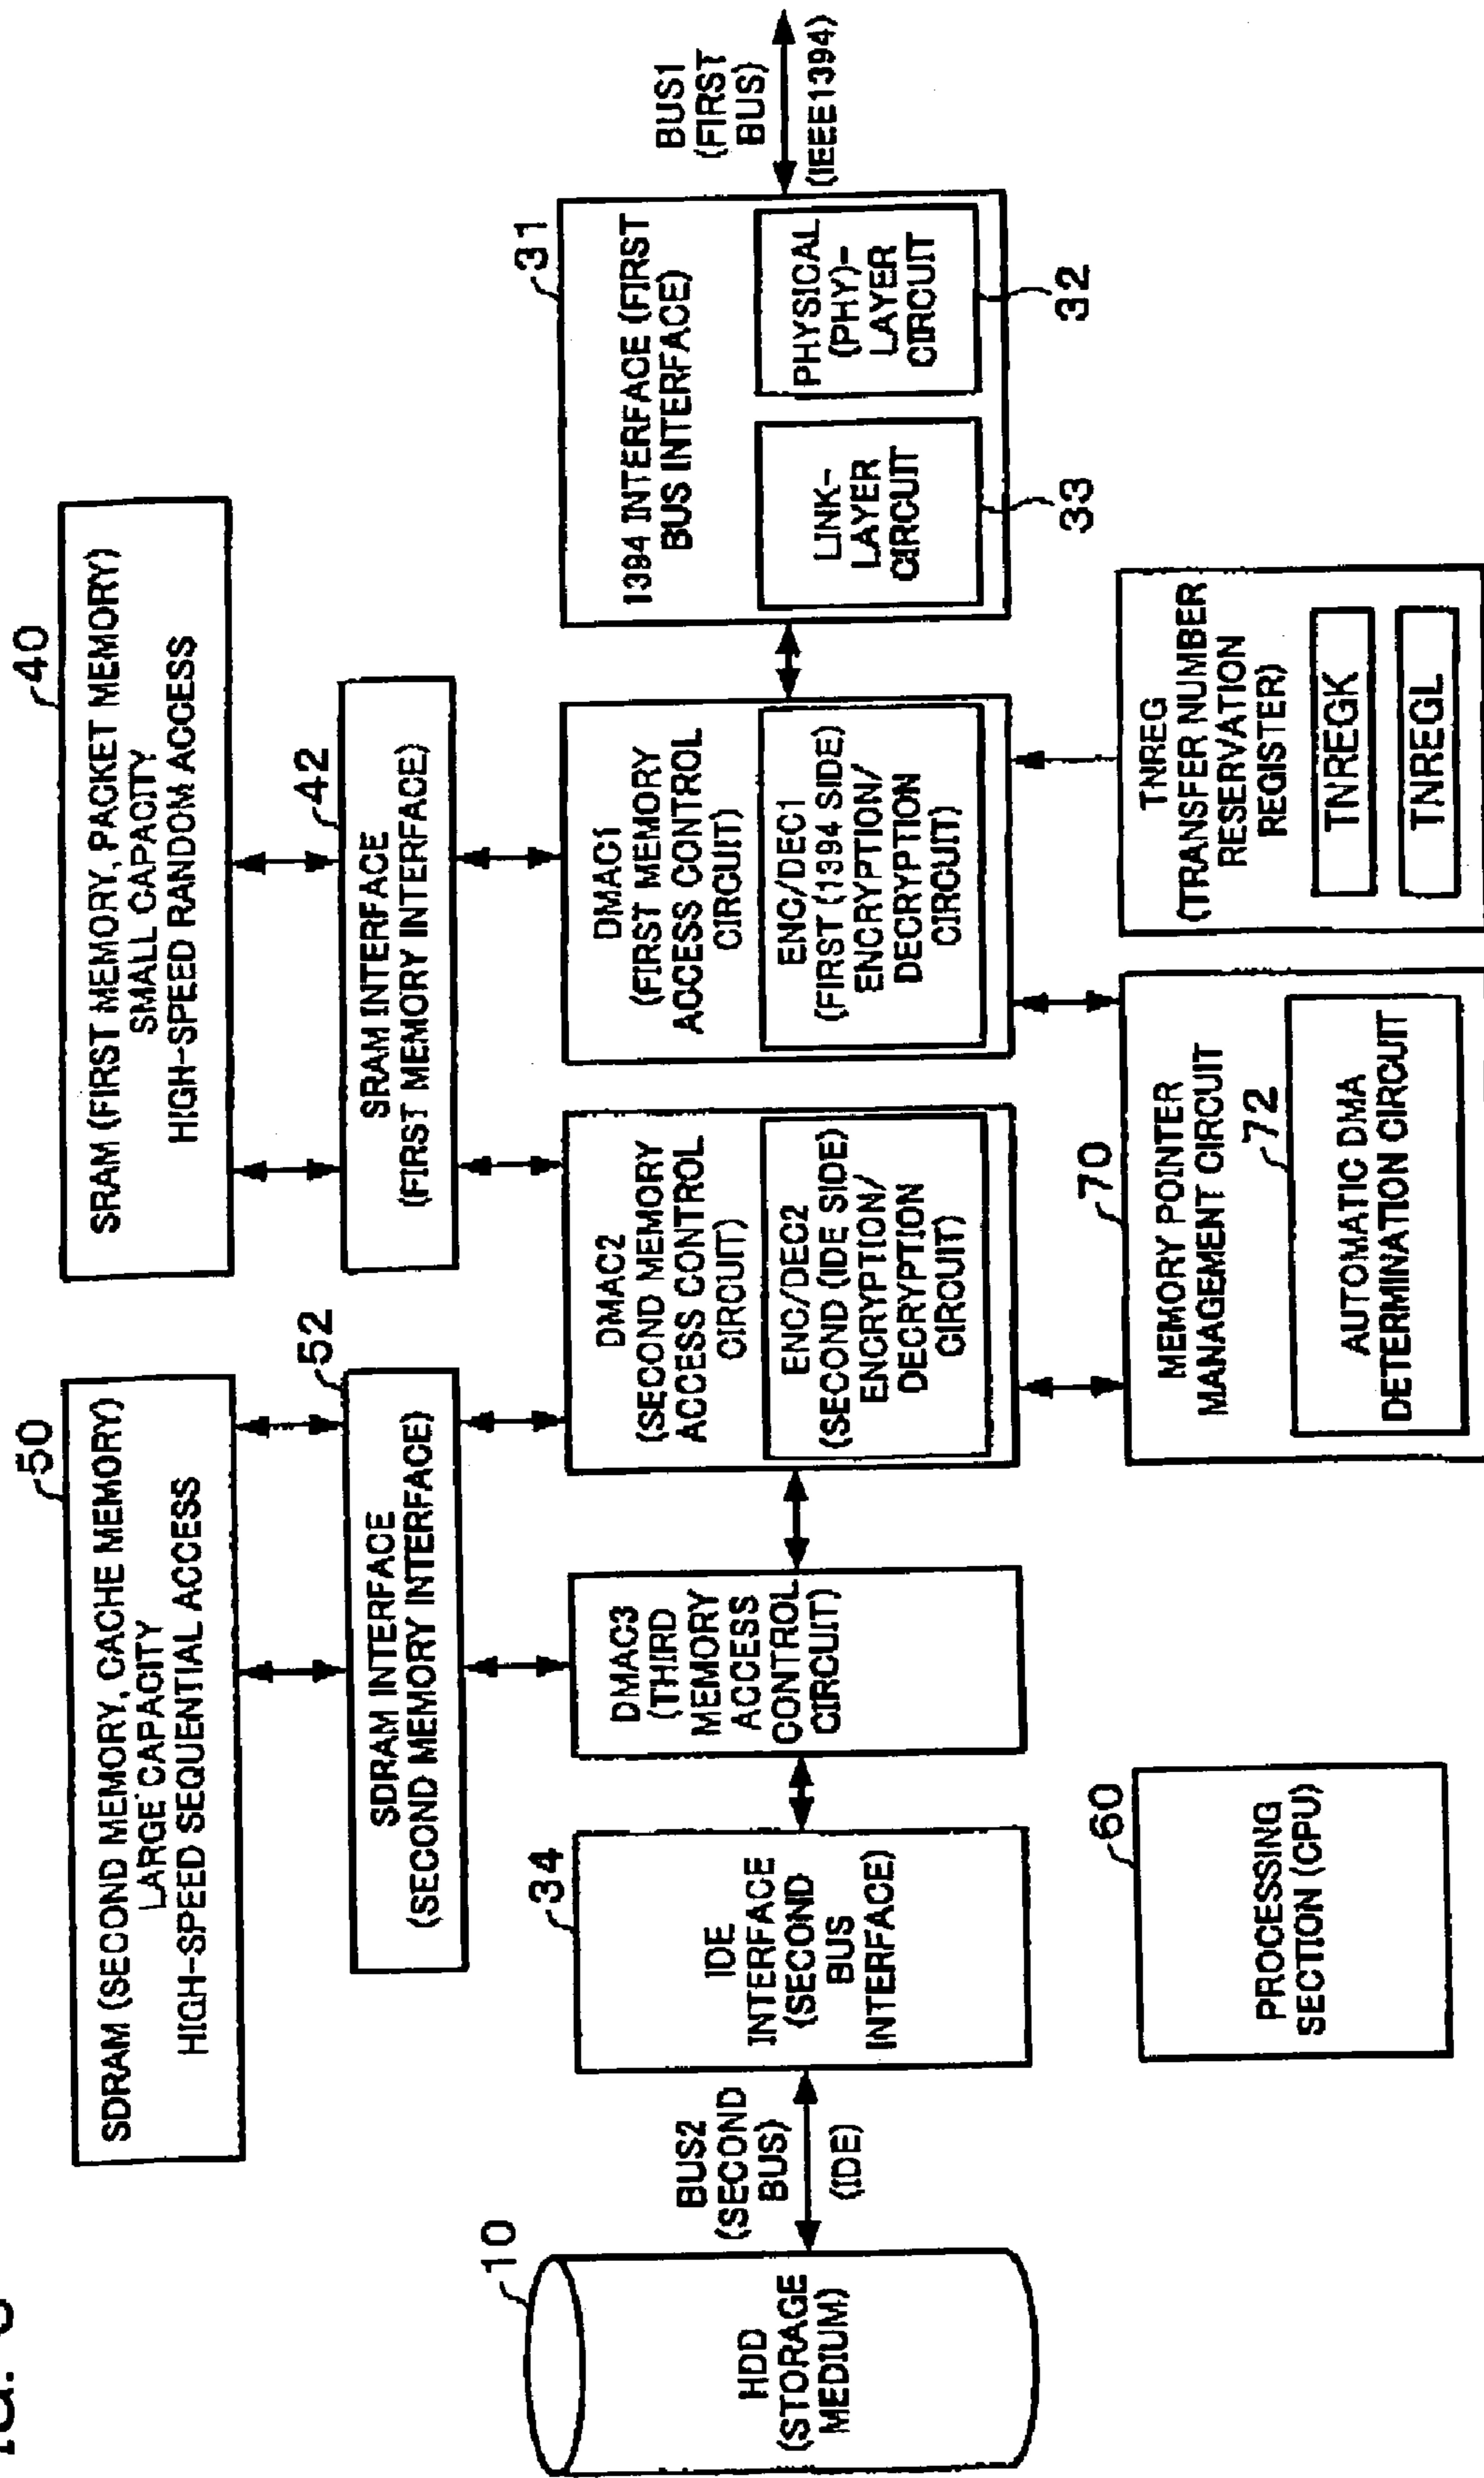 50
SDRAM (SECOND MEMORY, CACHE MEMORY)
LARGE CAPACITY
HIGH-SPEED SEQUENTIAL ACCESS
40
SRAM (FIRST MEMORY, PACKET MEMORY)
SMALL CAPACITY
HIGH-SPEED RANDOM ACCESS
52
SDRAM INTERFACE
(SECOND MEMORY INTERFACE)
42
SRAM INTERFACE
(FIRST MEMORY INTERFACE)
10
HDD
(STORAGE
MEDIUM)
BUS2
(SECOND
BUS)
(IDE)
34
IDE
INTERFACE
(SECOND
BUS
INTERFACE)
DMAC3
(THIRD
MEMORY
ACCESS
CONTROL
CIRCUIT)
DMAC2
(SECOND MEMORY
ACCESS CONTROL
CIRCUIT)
ENC/DEC2
(SECOND (IDE SIDE)
ENCRYPTION/
DECRYPTION
CIRCUIT)
DMAC1
(FIRST MEMORY
ACCESS CONTROL
CIRCUIT)
ENC/DEC1
(FIRST (1394 SIDE)
ENCRYPTION/
DECRYPTION
CIRCUIT)
31
1394 INTERFACE (FIRST
BUS INTERFACE)
LINK-
LAYER
CIRCUIT
33
PHYSICAL
(PHY)-
LAYER
CIRCUIT
32
BUS1
(FIRST
BUS)
(IEEE1394)
60
PROCESSING
SECTION (CPU)
70
MEMORY POINTER
MANAGEMENT CIRCUIT
72
AUTOMATIC DMA
DETERMINATION CIRCUIT
TNREG
(TRANSFER NUMBER
RESERVATION
REGISTER)
TNREGK
TNREGL